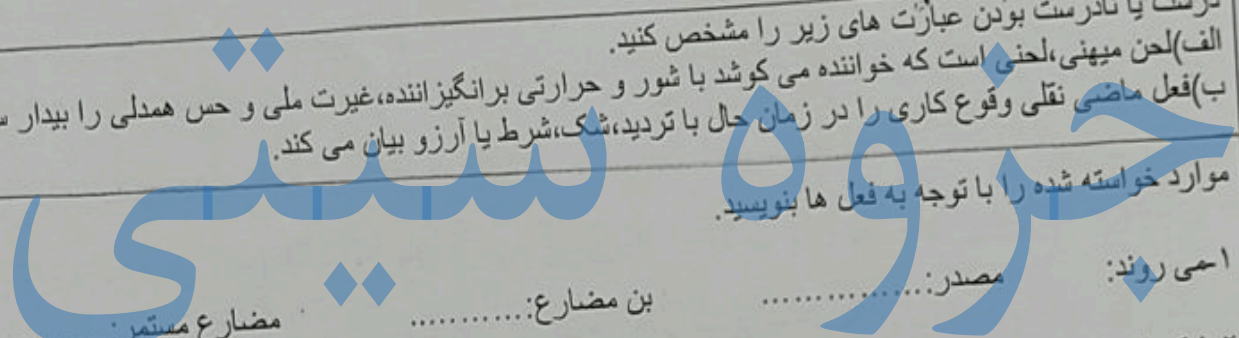 درست یا نادرست بودن عبارت های زیر را مشخص کنید.
الف)لحن میهنی،لحنی است که خواننده می کوشد با شور و حرارتی برانگیزاننده،غیرت ملی و حس همدلی را بیدار
ب)فعل ماضی نقلی وقوع کاری را در زمان حال با تردید،شک،شرط یا آرزو بیان می کند.
موارد خواسته شده را با توجه به فعل ها بنویسید.
۱-می روند: مصدر:............... بن مضارع:............ مضارع مستمر:
جزوه سیتی